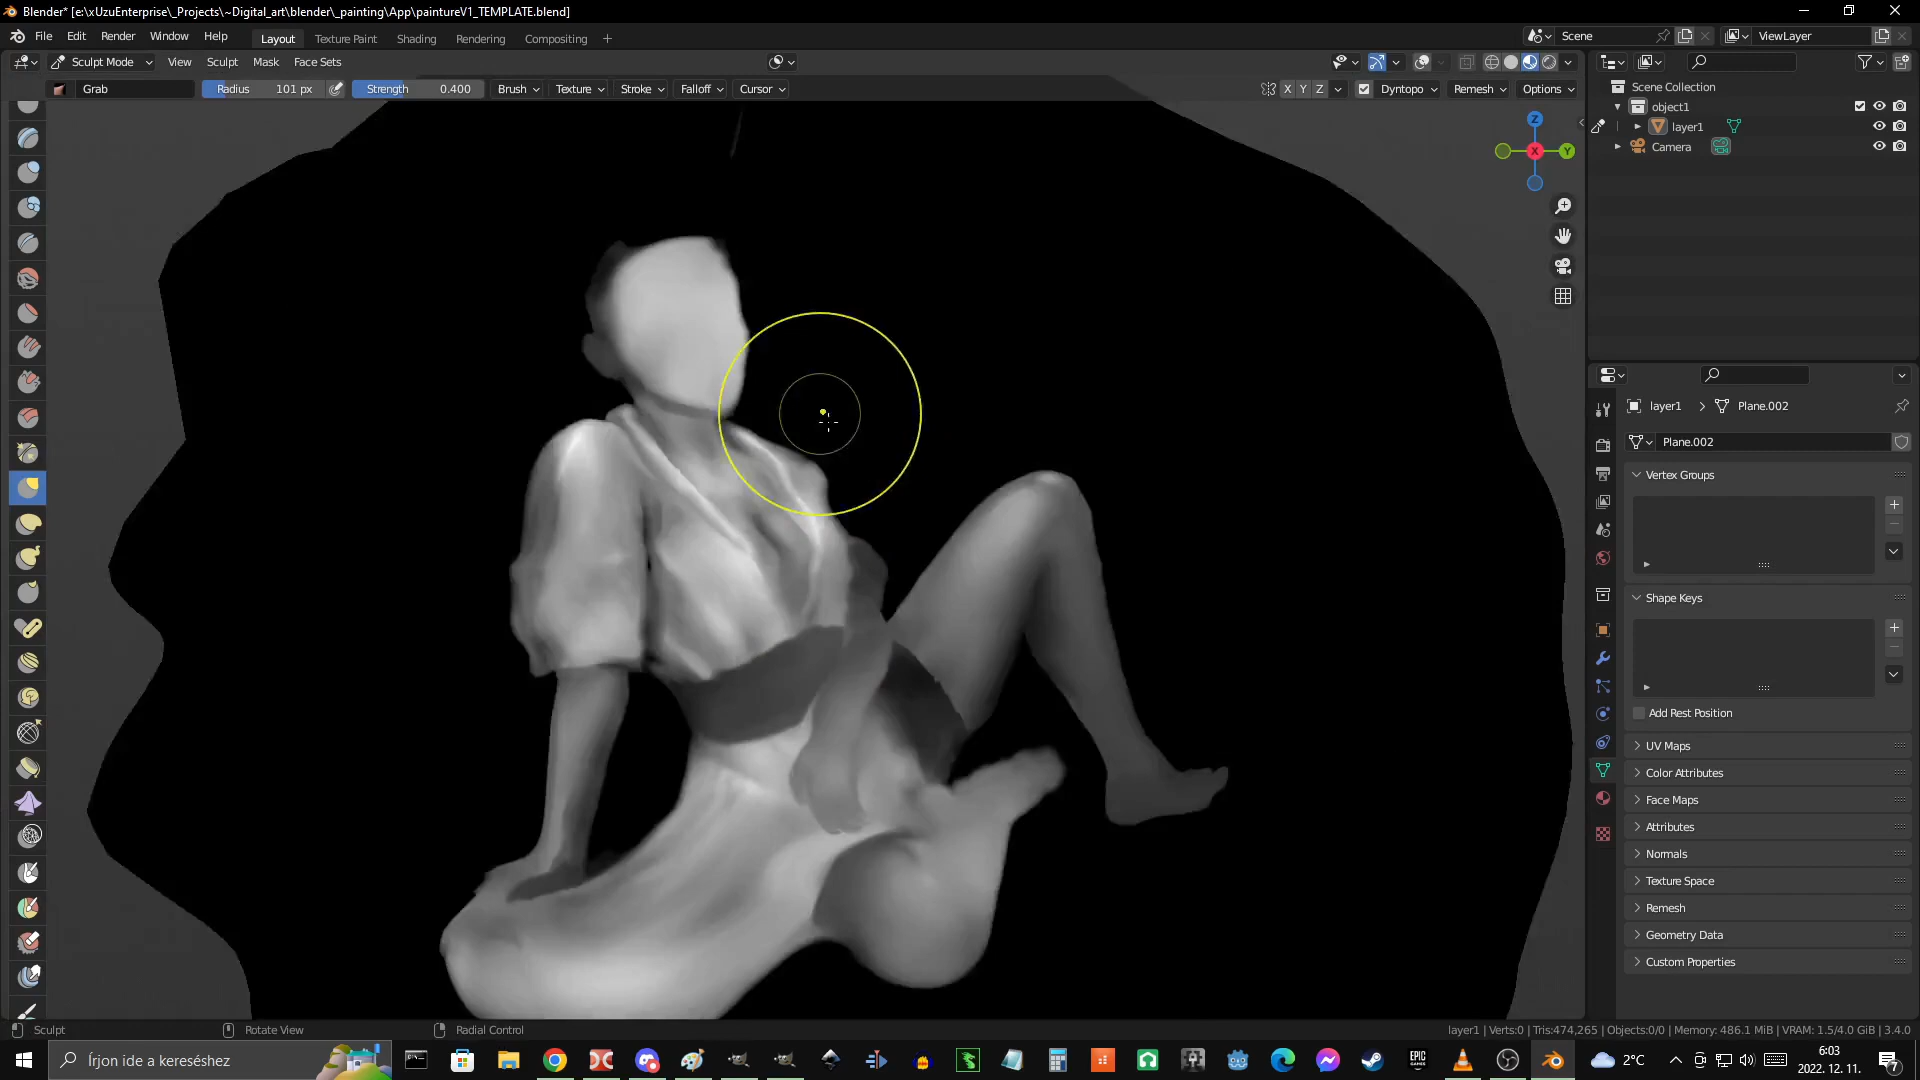 Blender* [e:\xUzuEnterprise\_Projects\~Digital_art\blender\_painting\App\paintureV1_TEMPLATE.blend]
File Edit Render Window Help Layout Texture Paint Shading Rendering Compositing + Scene ViewLayer
Sculpt Mode View Sculpt Mask Face Sets
Grab Radius 101 px Strength 0.400 Brush Texture Stroke Falloff Cursor X Y Z Dyntopo Remesh Options
Scene Collection
object1
layer1
Camera
Z
X Y
layer1 Plane.002
Plane.002
Vertex Groups
Shape Keys
Add Rest Position
UV Maps
Color Attributes
Face Maps
Attributes
Normals
Texture Space
Remesh
Geometry Data
Custom Properties
Sculpt Rotate View Radial Control layer1 | Verts:0 | Tris:474,265 | Objects:0/0 | Memory: 486.1 MiB | VRAM: 1.5/4.0 GiB | 3.4.0
Írjon ide a kereséshez EPIC GAMES 2°C 6:03
2022. 12. 11. 7